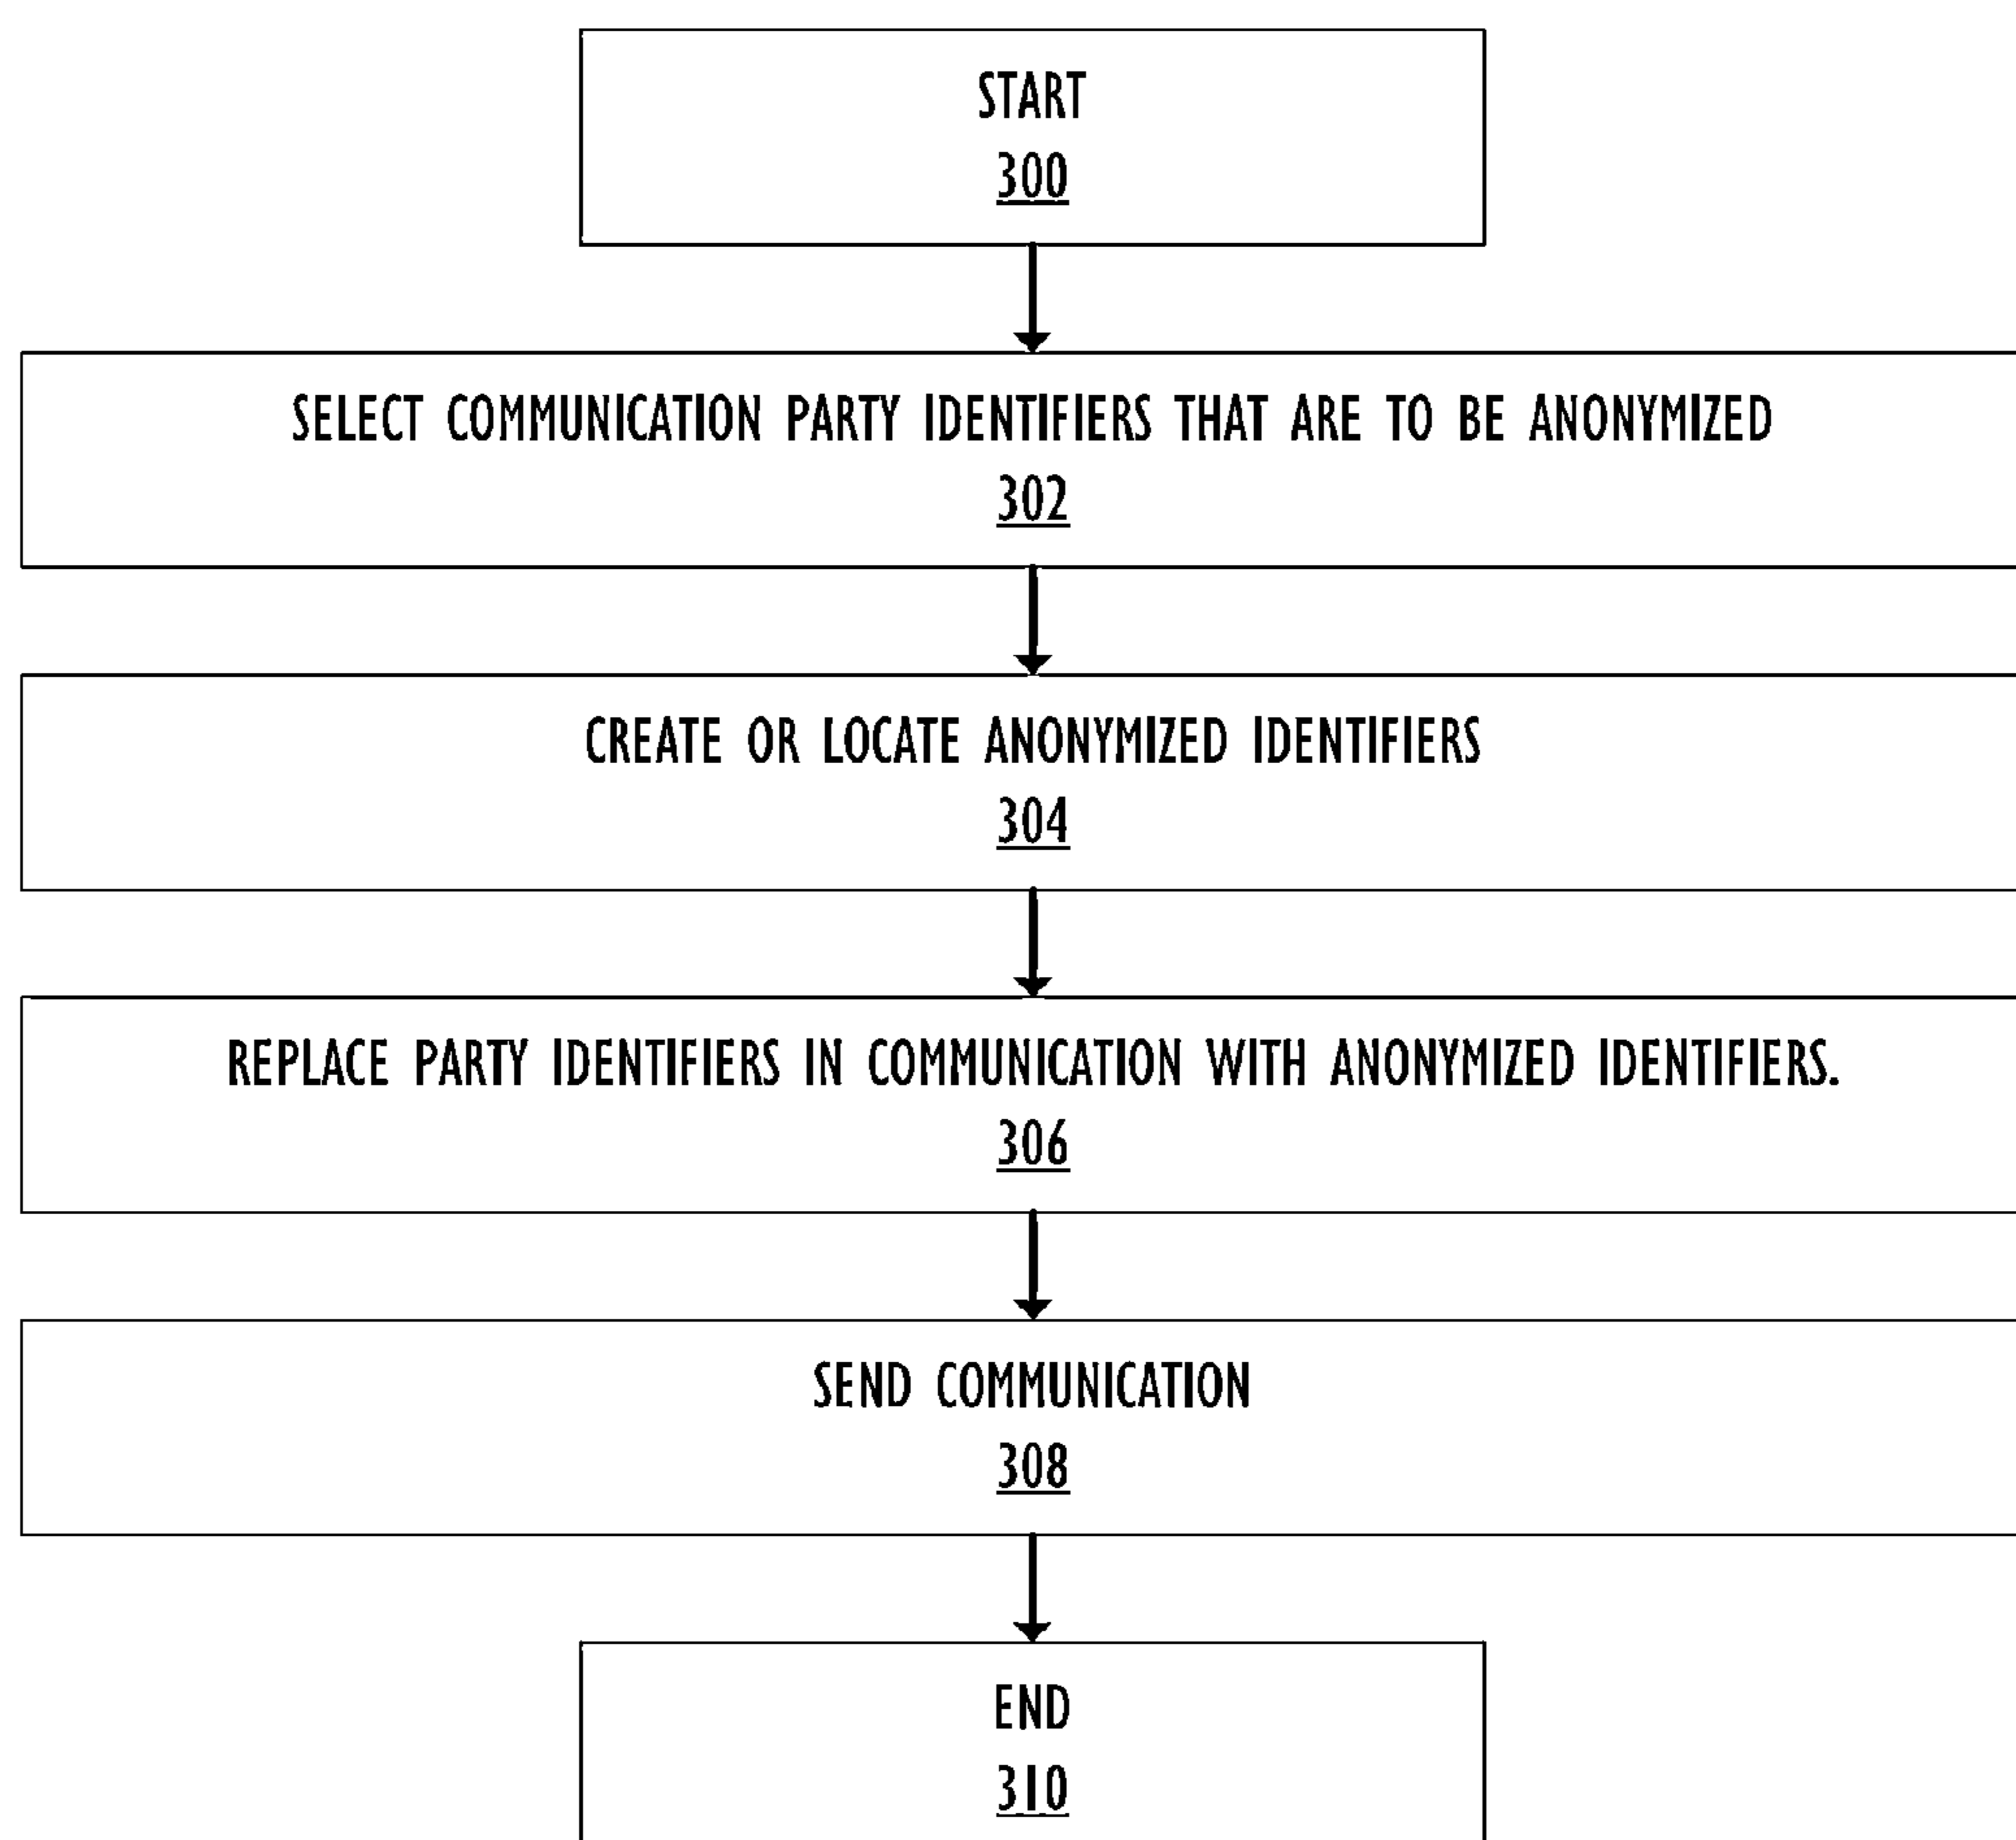 START
300
SELECT COMMUNICATION PARTY IDENTIFIERS THAT ARE TO BE ANONYMIZED
302
CREATE OR LOCATE ANONYMIZED IDENTIFIERS
304
REPLACE PARTY IDENTIFIERS IN COMMUNICATION WITH ANONYMIZED IDENTIFIERS.
306
SEND COMMUNICATION
308
END
310